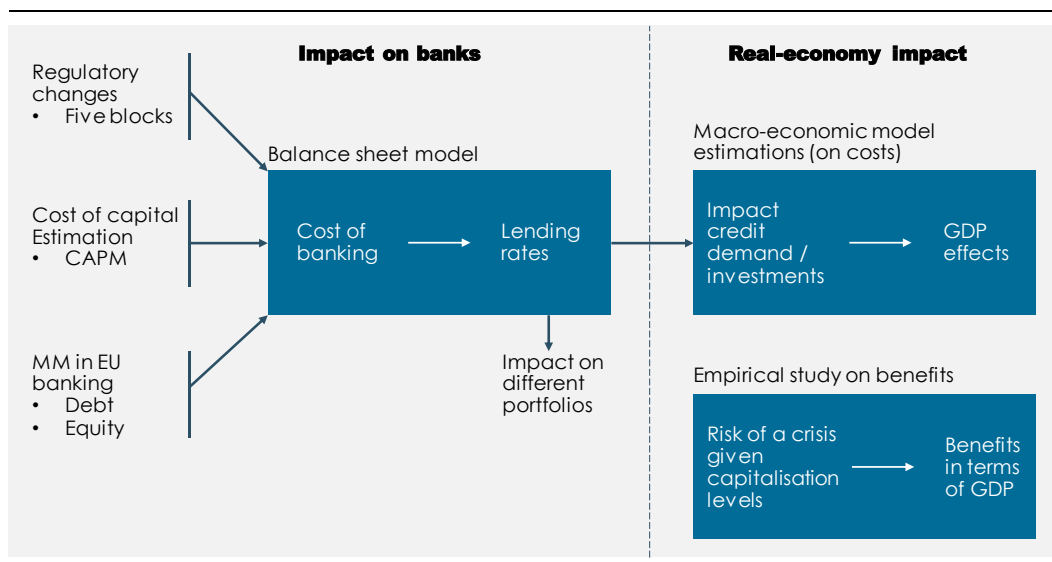 Impact on banks
Real-economy impact
Regulatory
changes
• Five blocks
Cost of capital
Estimation
• CAPM
MM in EU
banking
• Debt
• Equity
Balance sheet model
Cost of
banking
Lending
rates
Impact on
different
portfolios
Macro-economic model
estimations (on costs)
Impact
credit
demand /
investments
GDP
effects
Empirical study on benefits
Risk of a crisis
given
capitalisation
levels
Benefits
in terms
of GDP